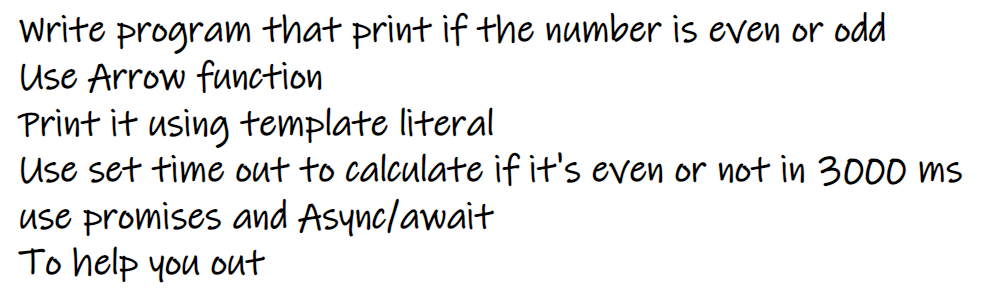 Write program that print if the number is even or odd
Use Arrow function
Print it using template literal
Use set time out to calculate if it's even or not in 3000 ms
use promises and Async/await
To help you out